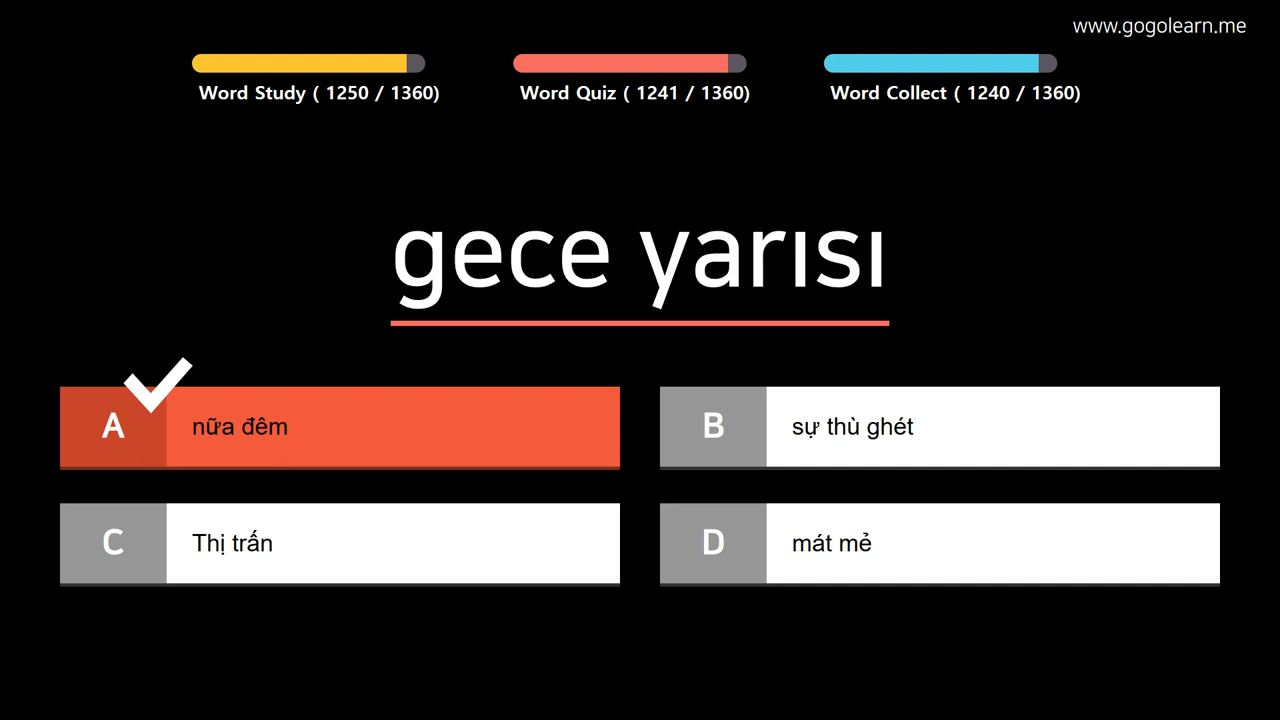 www.gogolearn.me
Word Study ( 1250 / 1360)
Word Quiz ( 1241 / 1360)
Word Collect ( 1240 / 1360)
gece yarısı
A nữa đêm
B sự thù ghét
C Thị trấn
D mát mẻ